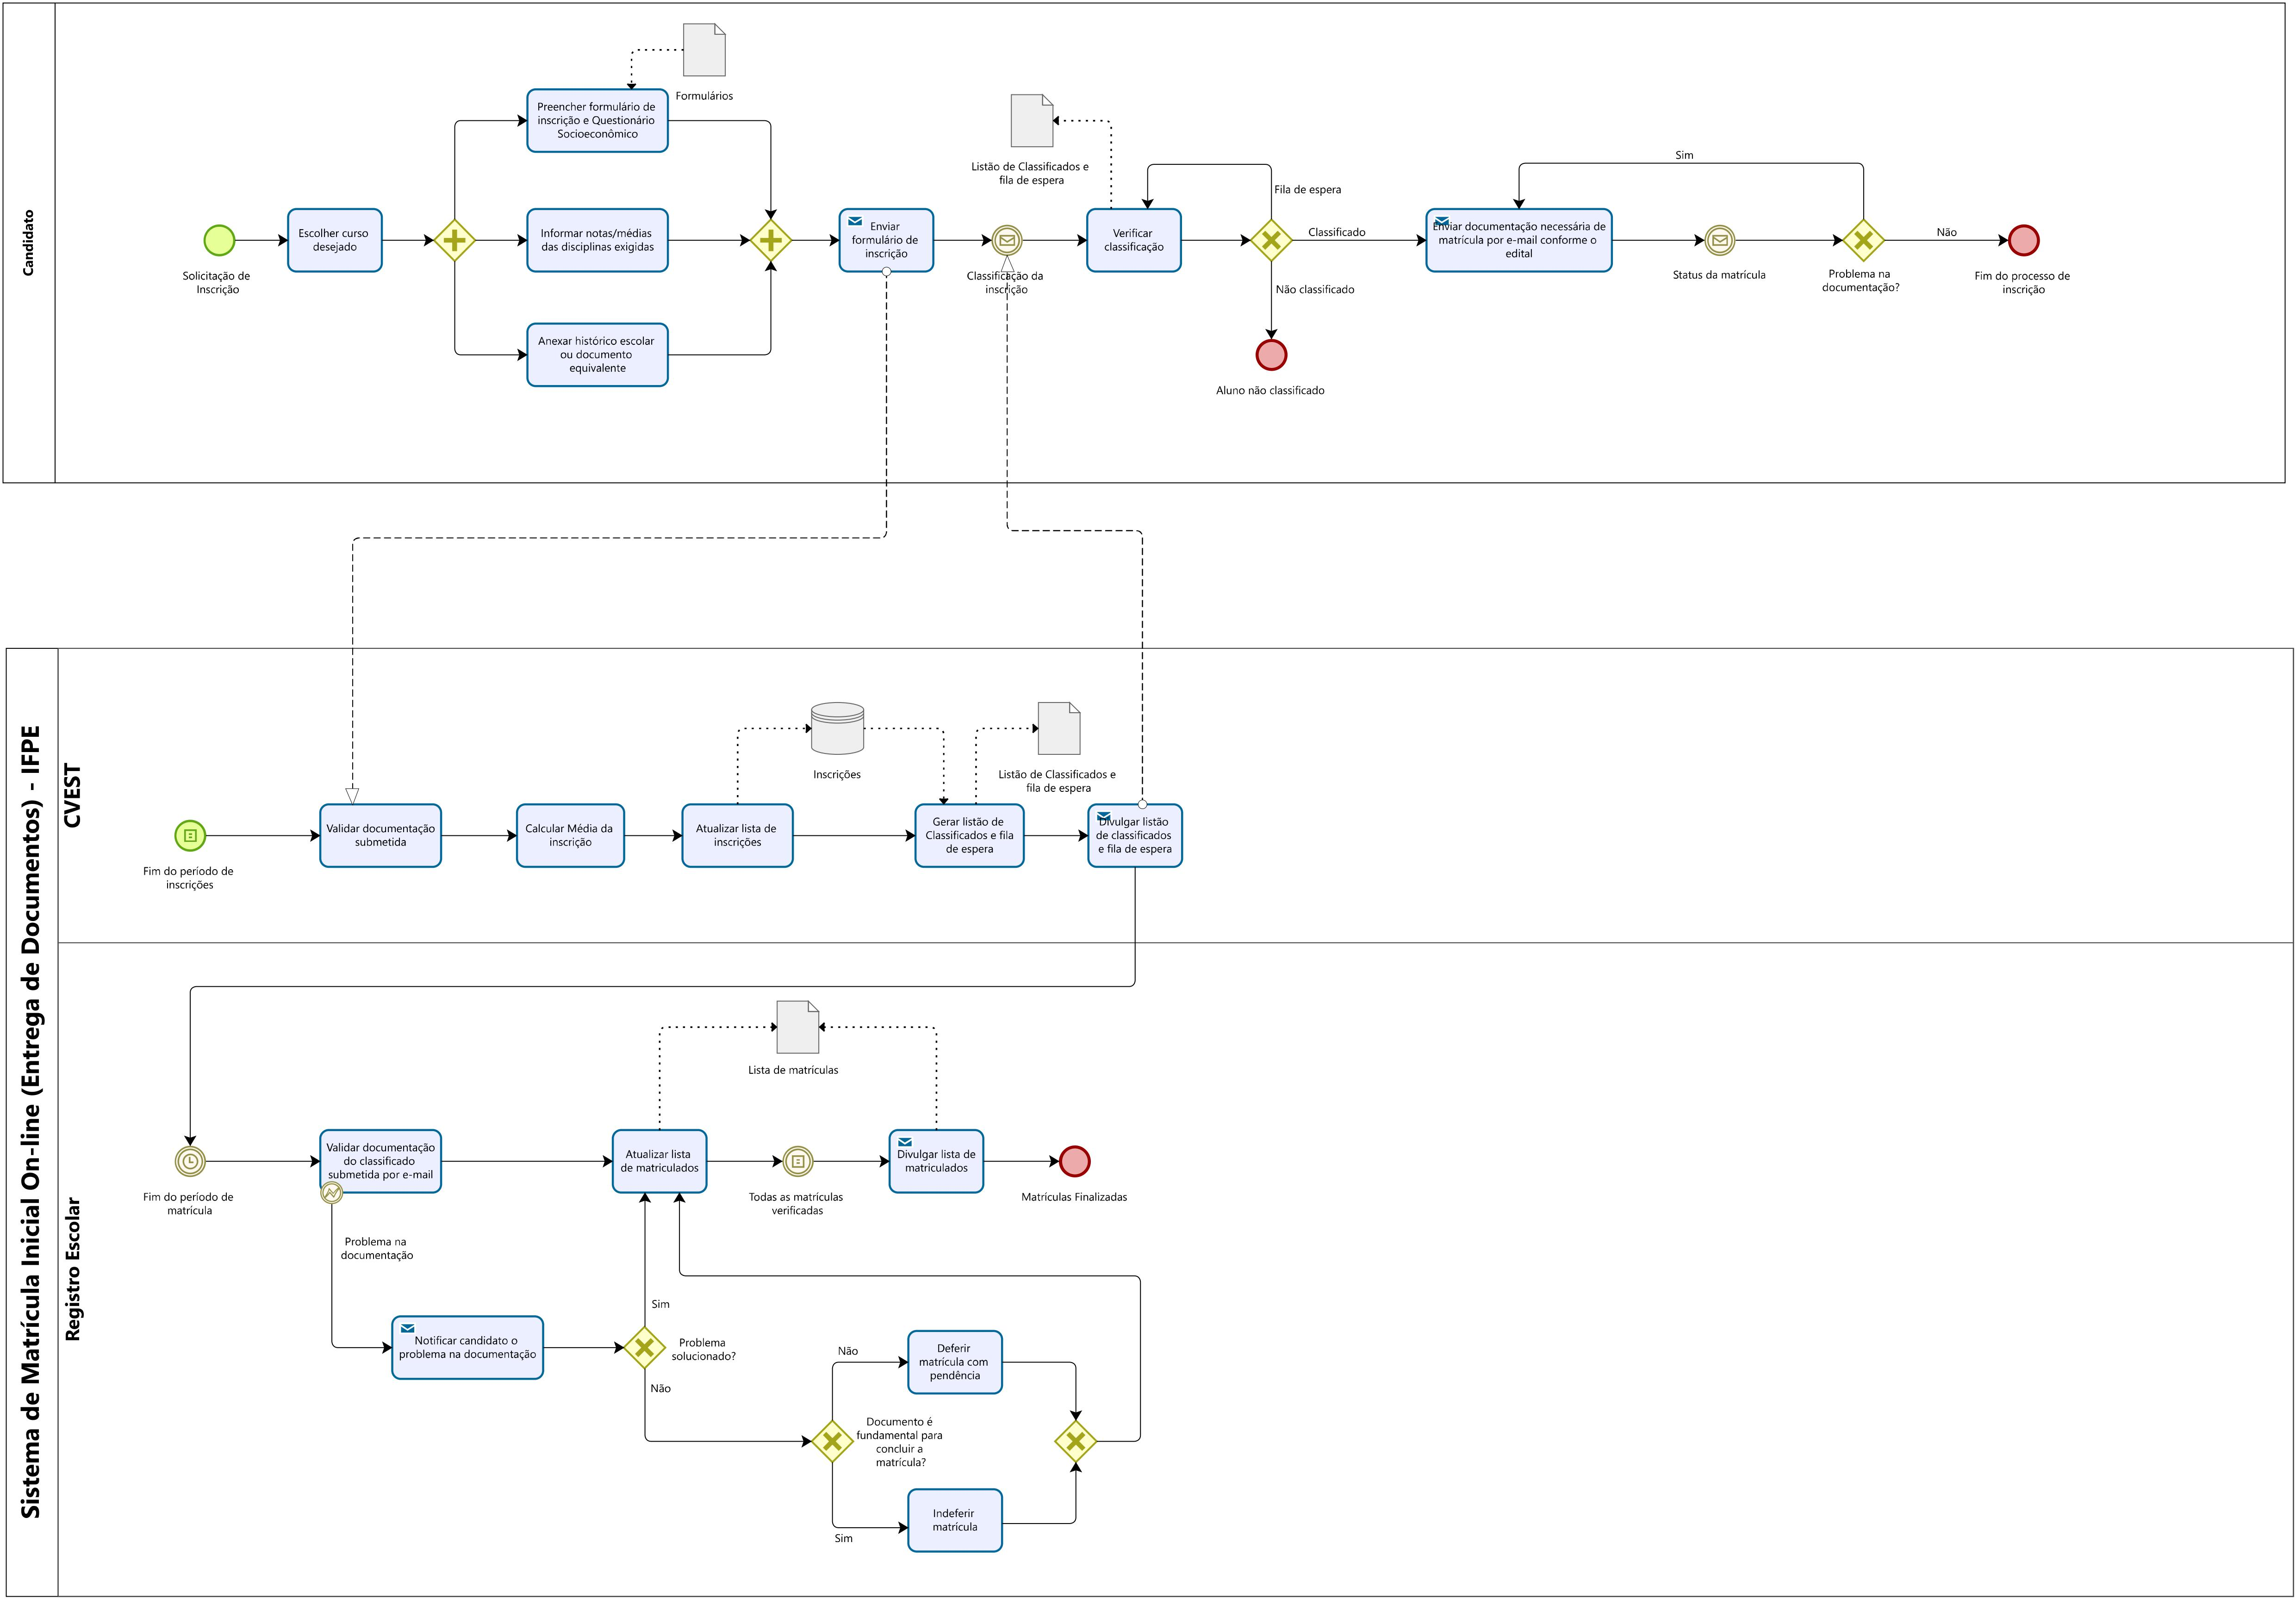 Candidato
Formulários
Preencher formulário de
inscrição e Questionário
Socioeconômico
Solicitação de
Inscrição
Escolher curso
desejado
Informar notas/médias
das disciplinas exigidas
Anexar histórico escolar
ou documento
equivalente
Enviar
formulário de
inscrição
Classificação da
inscrição
Listão de Classificados e
fila de espera
Verificar
classificação
Fila de espera
Classificado
Não classificado
Aluno não classificado
Enviar documentação necessária de
matrícula por e-mail conforme o
edital
Sim
Status da matrícula
Problema na
documentação?
Não
Fim do processo de
inscrição
Sistema de Matrícula Inicial On-line (Entrega de Documentos) - IFPE
CVEST
Fim do período de
inscrições
Validar documentação
submetida
Calcular Média da
inscrição
Atualizar lista de
inscrições
Inscrições
Gerar listão de
Classificados e fila
de espera
Listão de Classificados e
fila de espera
Divulgar listão
de classificados
e fila de espera
Registro Escolar
Fim do período de
matrícula
Validar documentação
do classificado
submetida por e-mail
Problema na
documentação
Notificar candidato o
problema na documentação
Atualizar lista
de matriculados
Lista de matrículas
Todas as matrículas
verificadas
Divulgar lista de
matriculados
Matrículas Finalizadas
Sim
Problema
solucionado?
Não
Não
Deferir
matrícula com
pendência
Documento é
fundamental para
concluir a
matrícula?
Sim
Indeferir
matrícula